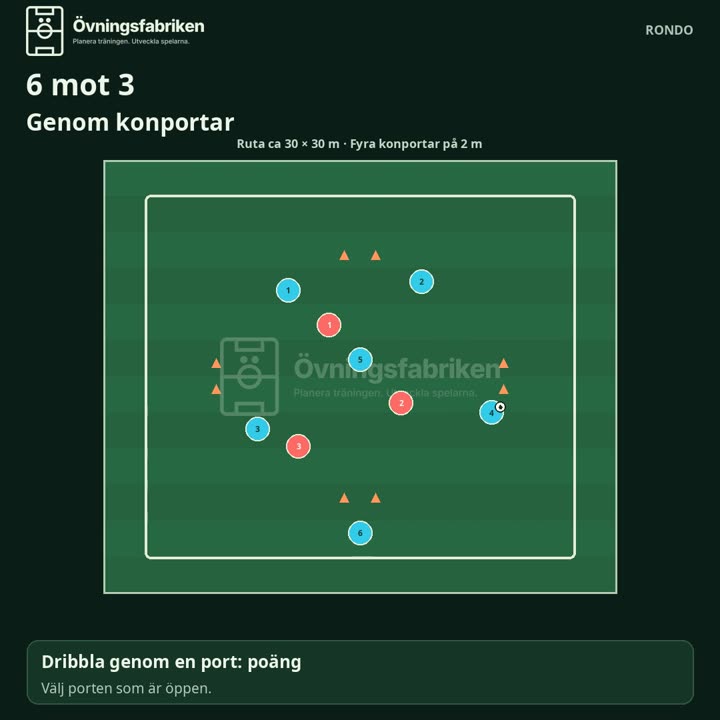 Övningsfabriken
Planera träningen. Utveckla spelarna.
RONDO
6 mot 3
Genom konportar
Ruta ca 30 × 30 m · Fyra konportar på 2 m
2
1
1
5
Övningsfabriken
Planera träningen. Utveckla spelarna.
2
4
3
3
6
Dribbla genom en port: poäng
Välj porten som är öppen.